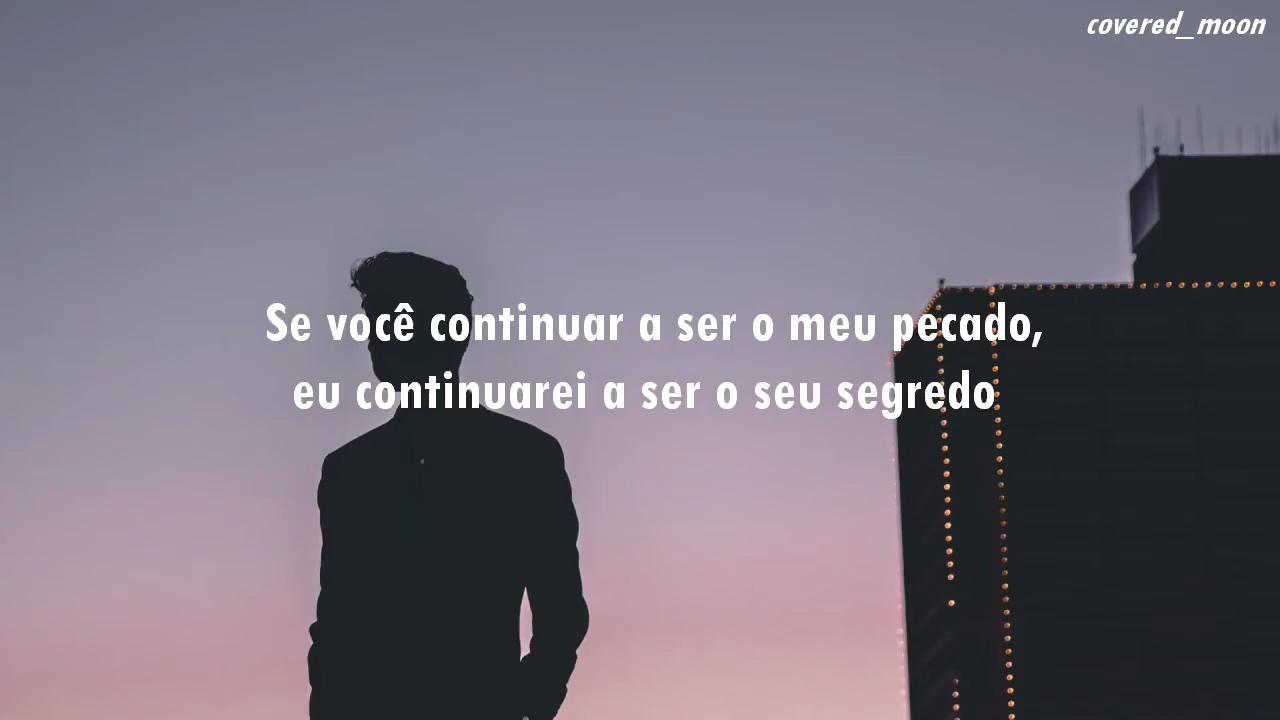 covered_moon
Se você continuar a ser o meu pecado,
eu continuarei a ser o seu segredo